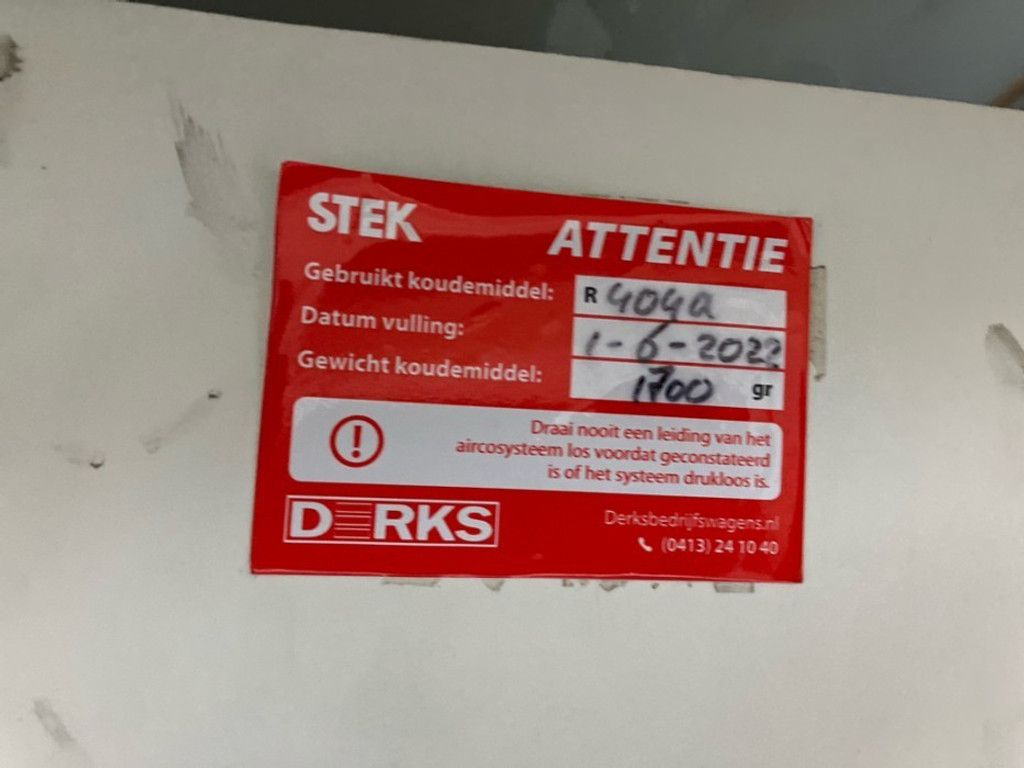 STEK
ATTENTIE
Gebruikt koudemiddel: R 404a
Datum vulling: 1-6-2022
Gewicht koudemiddel: 1700 gr
Draai nooit een leiding van het
aircosysteem los voordat geconstateerd
is of het systeem drukloos is.
DERKS
Derksbedrijfswagens.nl
(0413) 24 10 40